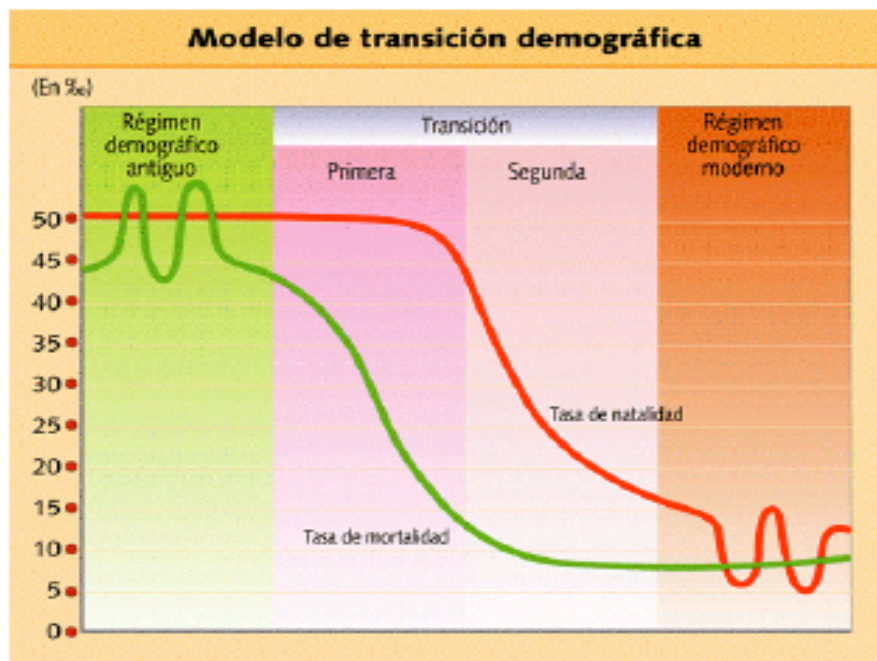 Modelo de transición demográfica
(En ‰)
Régimen
demográfico
antiguo
Transición
Primera
Segunda
Régimen
demográfico
moderno
50
45
40
35
30
25
20
15
10
5
0
Tasa de natalidad
Tasa de mortalidad